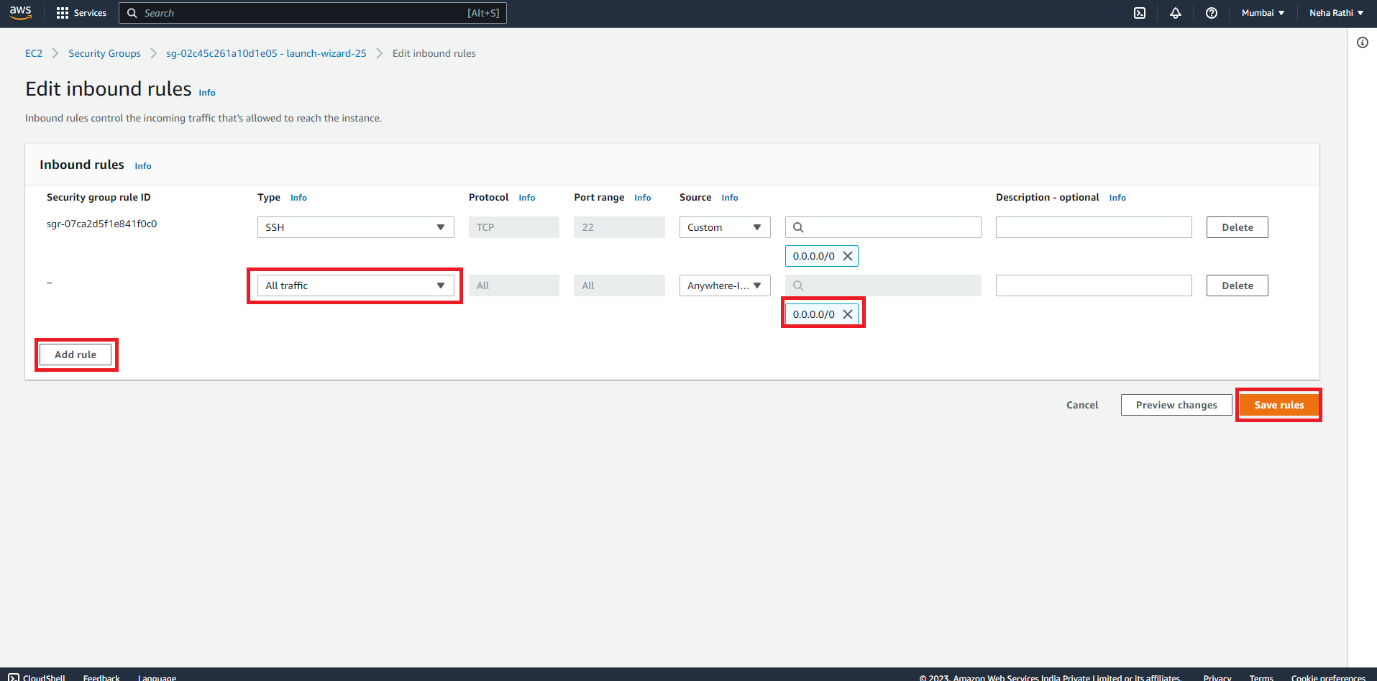 aws Services Search [Alt+S] Mumbai Neha Rathi
EC2 Security Groups sg-02c45c261a10d1e05 - launch-wizard-25 Edit inbound rules
Edit inbound rules Info
Inbound rules control the incoming traffic that's allowed to reach the instance.
Inbound rules Info
Security group rule ID Type Info Protocol Info Port range Info Source Info Description - optional Info
sgr-07ca2d5f1e841f0c0 SSH TCP 22 Custom Delete
0.0.0.0/0
– All traffic All All Anywhere-I... Delete
0.0.0.0/0
Add rule
Cancel Preview changes Save rules
CloudShell Feedback Language © 2023, Amazon Web Services India Private Limited or its affiliates. Privacy Terms Cookie preferences